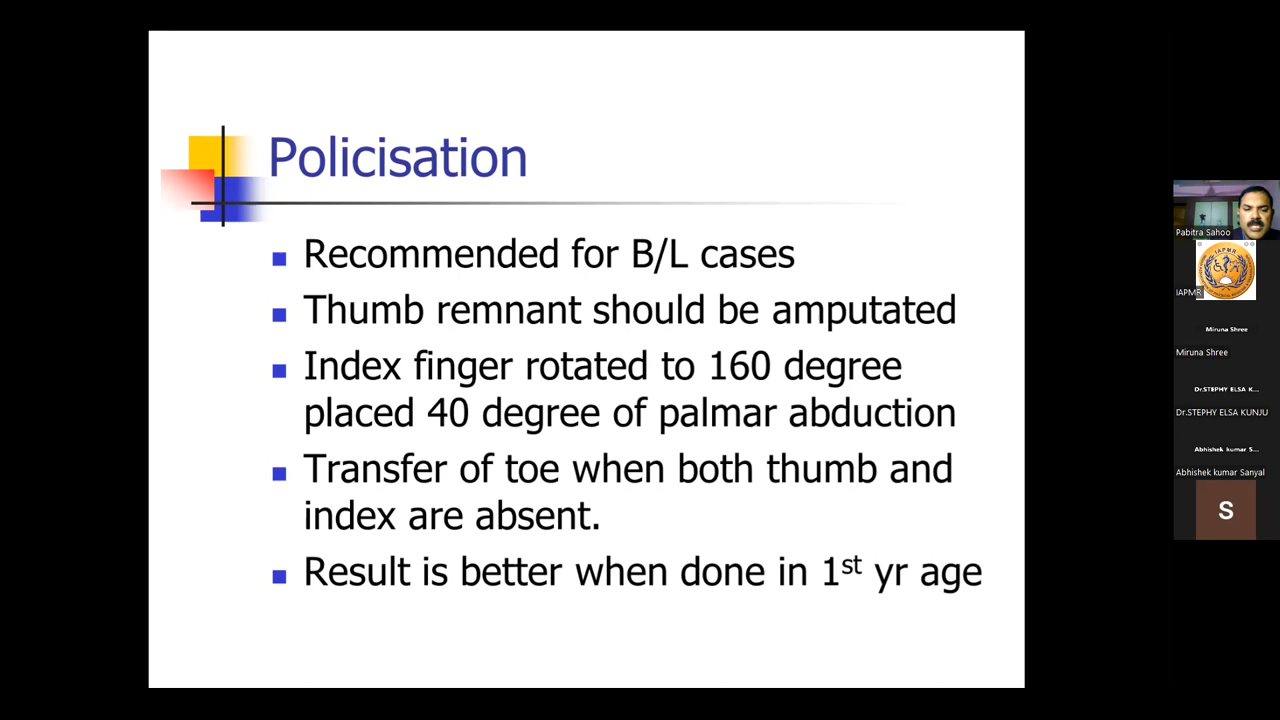 Policisation
Recommended for B/L cases
Thumb remnant should be amputated
Index finger rotated to 160 degree
placed 40 degree of palmar abduction
Transfer of toe when both thumb and
index are absent.
Result is better when done in 1st yr age
Pabitra Sahoo
IAPMR
IAPMR
Miruna Shree
Miruna Shree
Dr.STEPHY ELSA K...
Dr.STEPHY ELSA KUNJU
Abhishek kumar S...
Abhishek kumar Sanyal
S